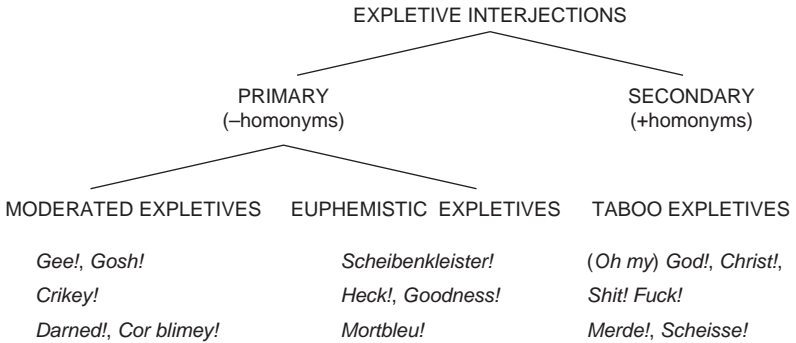 EXPLETIVE INTERJECTIONS
PRIMARY SECONDARY
(–homonyms) (+homonyms)
MODERATED EXPLETIVES EUPHEMISTIC EXPLETIVES TABOO EXPLETIVES
Gee!, Gosh! Scheibenkleister! (Oh my) God!, Christ!,
Crikey! Heck!, Goodness! Shit! Fuck!
Darned!, Cor blimey! Mortbleu! Merde!, Scheisse!